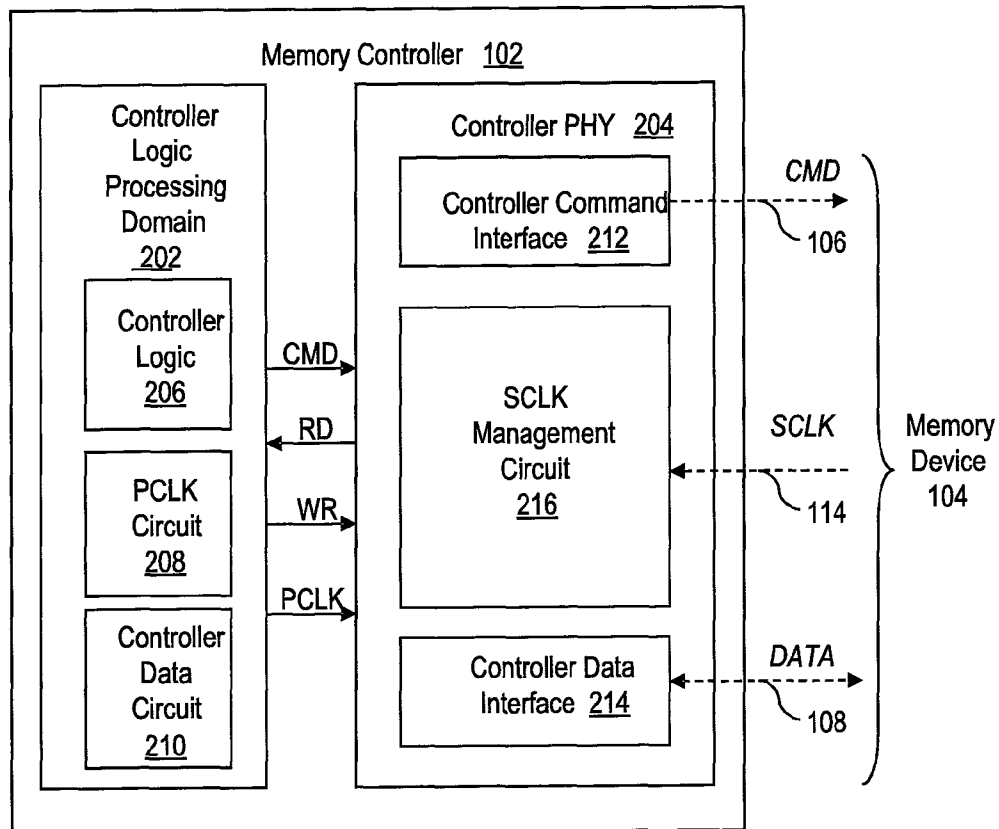 Memory Controller 102
Controller
Logic
Processing
Domain
202
Controller
Logic
206
PCLK
Circuit
208
Controller
Data
Circuit
210
CMD
RD
WR
PCLK
Controller PHY 204
Controller Command
Interface 212
SCLK
Management
Circuit
216
Controller Data
Interface 214
CMD
106
SCLK
114
DATA
108
Memory
Device
104